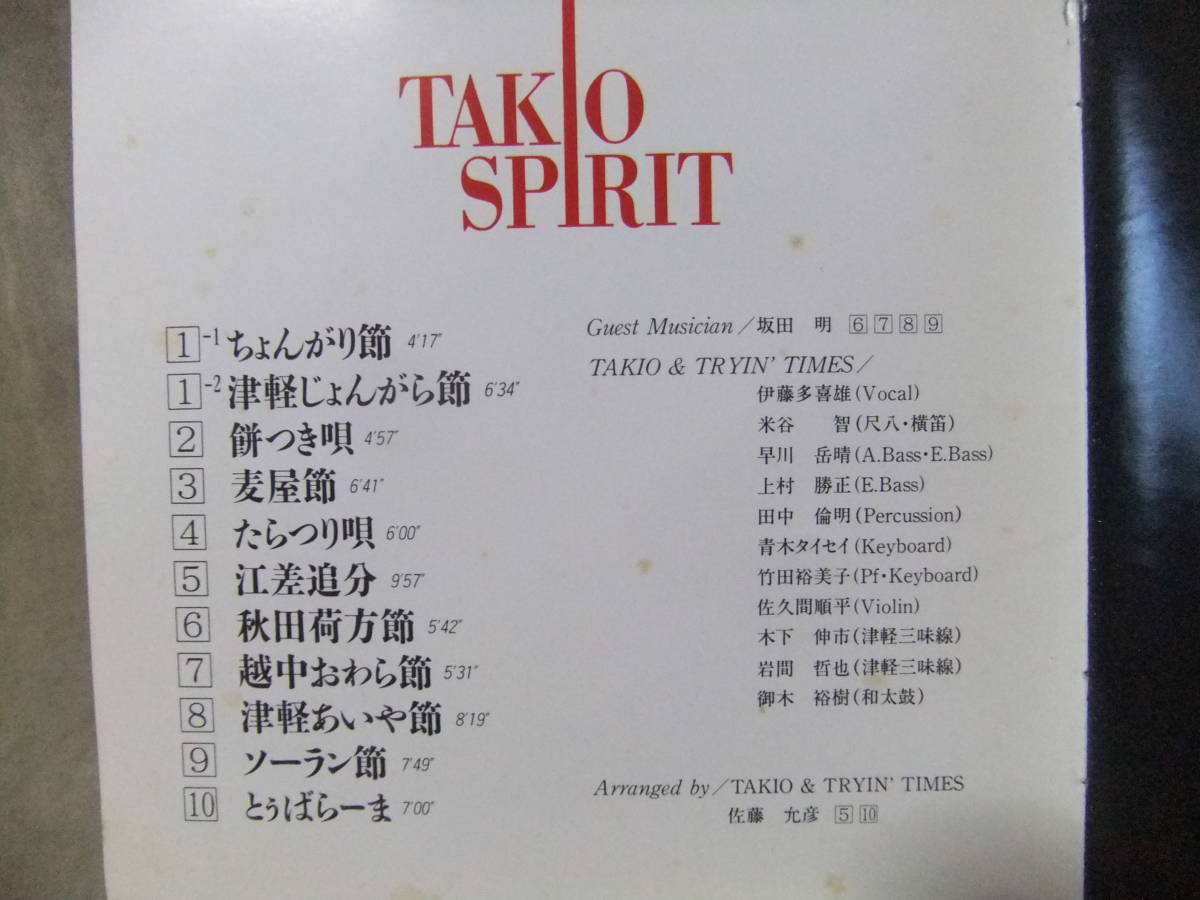 TAKIO
SPIRIT
1-1 ちょんがり節 4'17"
1-2 津軽じょんがら節 6'34"
2 餅つき唄 4'57"
3 麦屋節 6'41"
4 たらつり唄 6'00"
5 江差追分 9'57"
6 秋田荷方節 5'42"
7 越中おわら節 5'31"
8 津軽あいや節 8'19"
9 ソーラン節 7'49"
10 とぅばらーま 7'00"
Guest Musician/坂田 明 6 7 8 9
TAKIO & TRYIN' TIMES/
伊藤多喜雄(Vocal)
米谷 智(尺八・横笛)
早川 岳晴(A.Bass・E.Bass)
上村 勝正(E.Bass)
田中 倫明(Percussion)
青木タイセイ(Keyboard)
竹田裕美子(Pf・Keyboard)
佐久間順平(Violin)
木下 伸市(津軽三味線)
岩間 哲也(津軽三味線)
御木 裕樹(和太鼓)
Arranged by/TAKIO & TRYIN' TIMES
佐藤 允彦 5 10